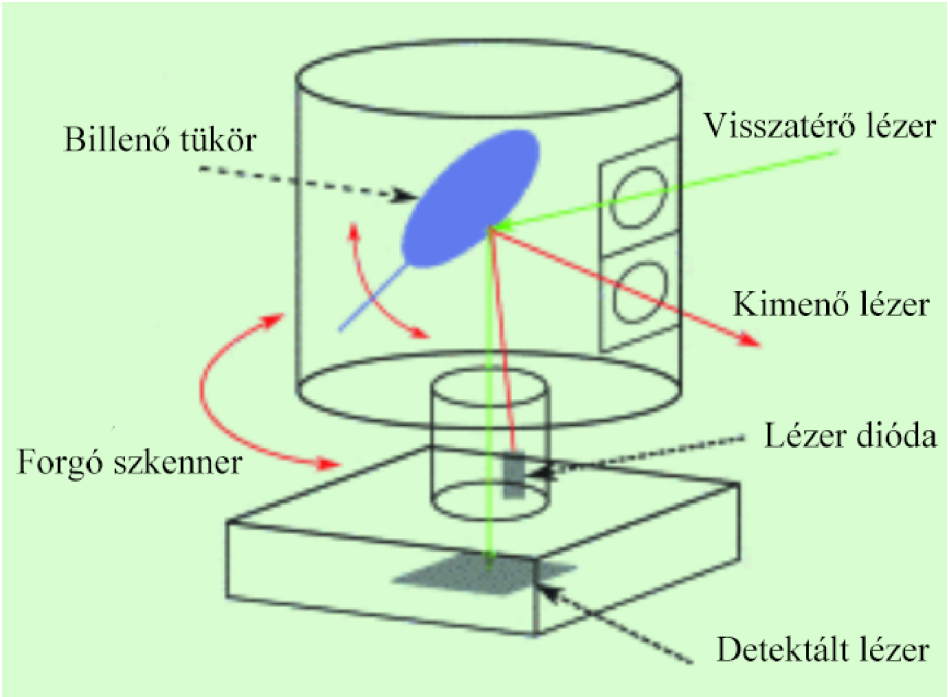 Billenő tükör
Visszatérő lézer
Kimenő lézer
Lézer dióda
Forgó szkenner
Detektált lézer